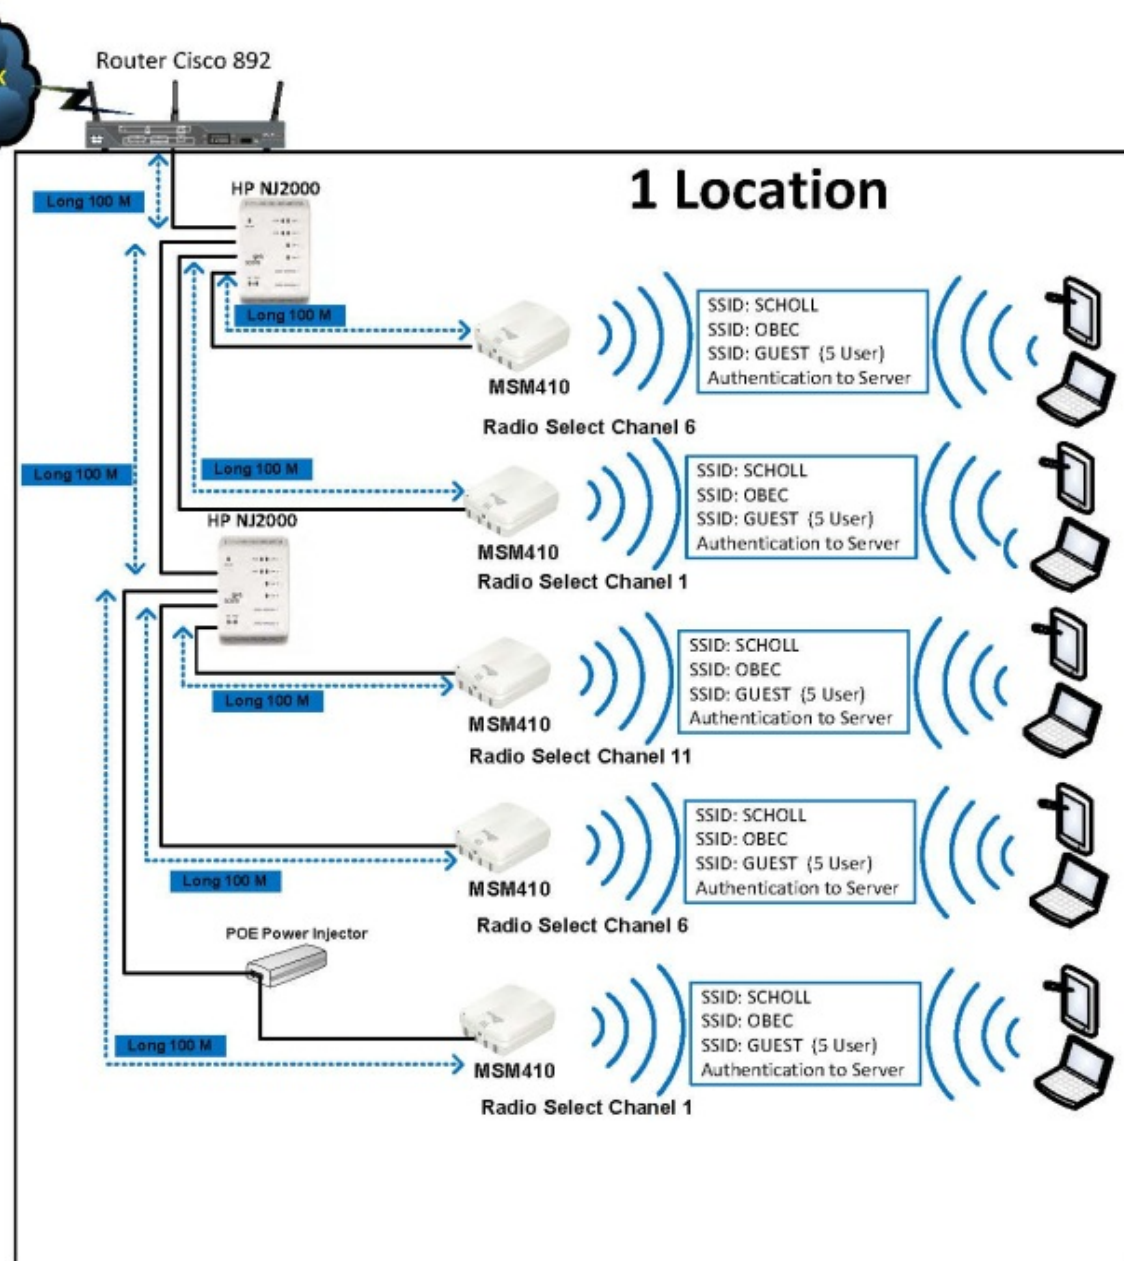 Router Cisco 892
1 Location
Long 100 M
HP NJ2000
Long 100 M
SSID: SCHOLL
SSID: OBEC
SSID: GUEST (5 User)
Authentication to Server
MSM410
Radio Select Chanel 6
Long 100 M
Long 100 M
SSID: SCHOLL
SSID: OBEC
SSID: GUEST (5 User)
Authentication to Server
MSM410
Radio Select Chanel 1
HP NJ2000
SSID: SCHOLL
SSID: OBEC
SSID: GUEST (5 User)
Authentication to Server
Long 100 M
MSM410
Radio Select Chanel 11
SSID: SCHOLL
SSID: OBEC
SSID: GUEST (5 User)
Authentication to Server
Long 100 M
MSM410
Radio Select Chanel 6
POE Power Injector
SSID: SCHOLL
SSID: OBEC
SSID: GUEST (5 User)
Authentication to Server
Long 100 M
MSM410
Radio Select Chanel 1